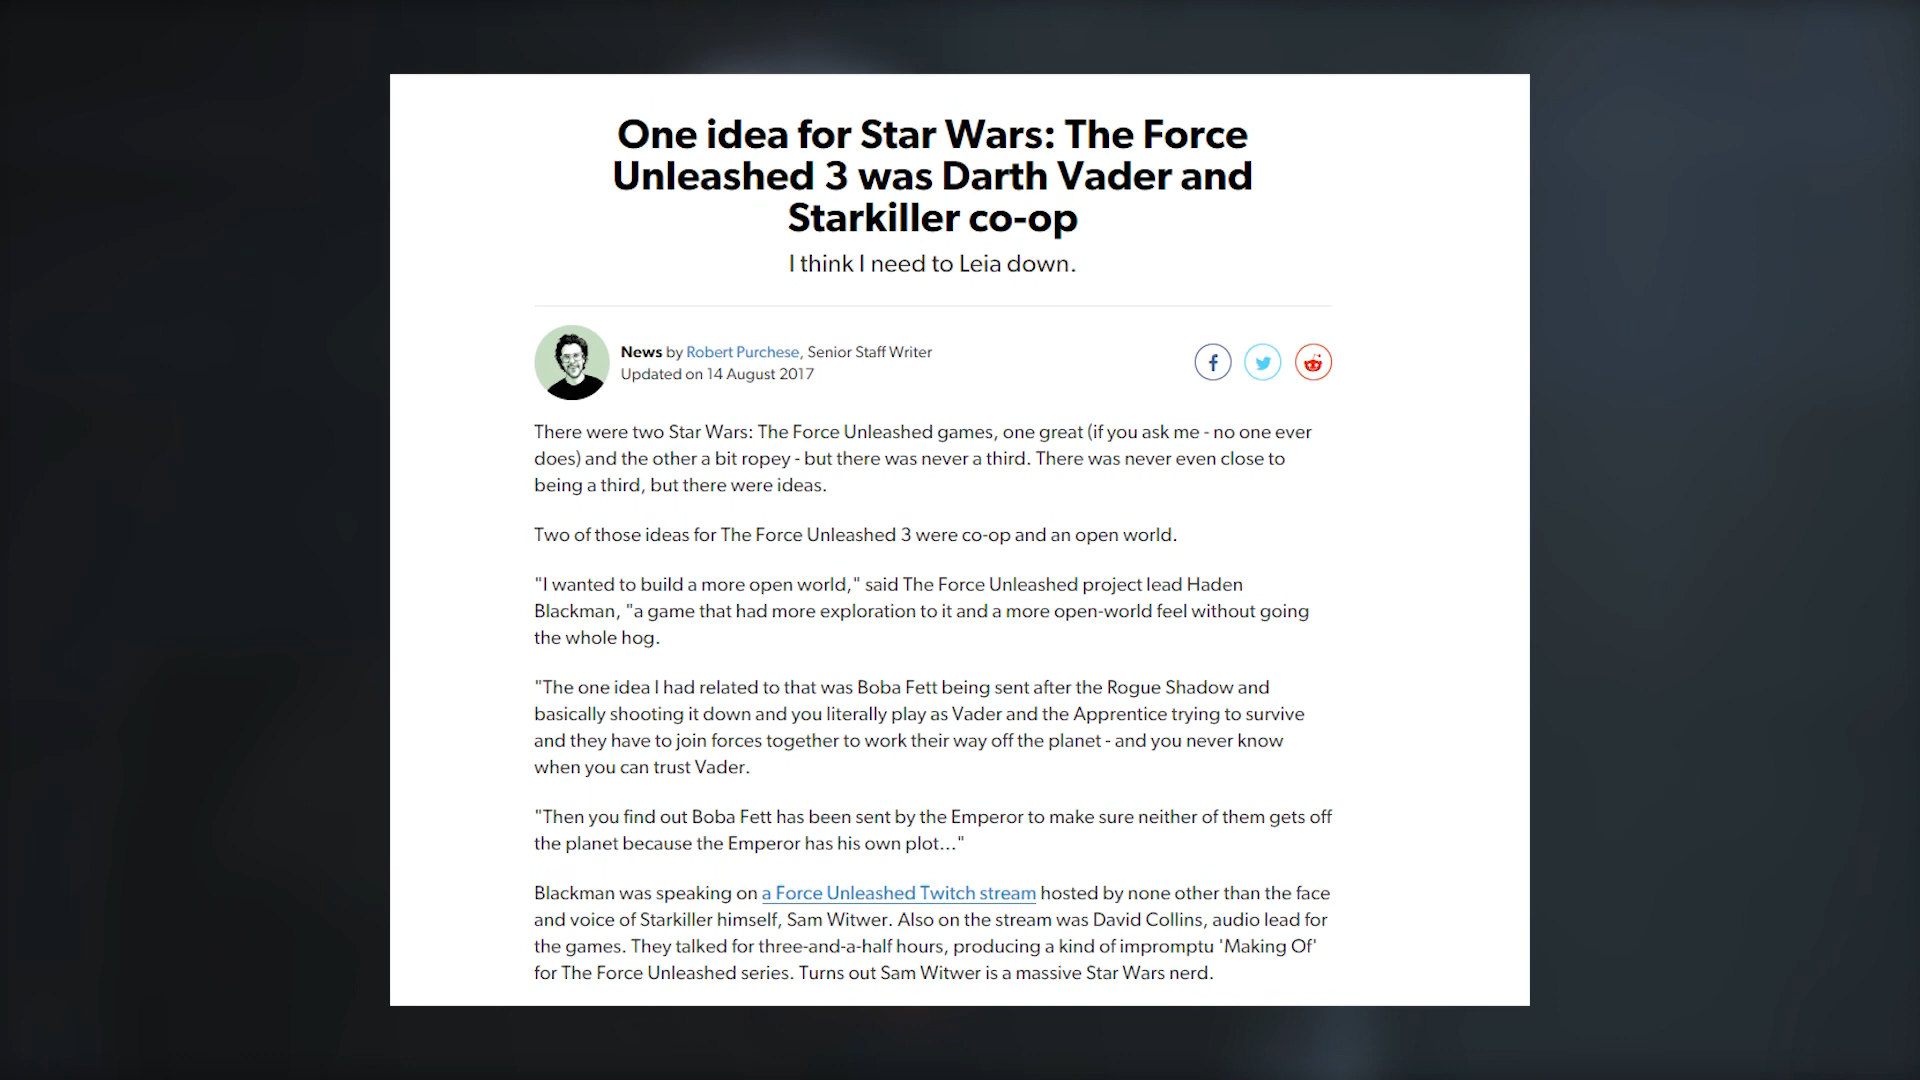 One idea for Star Wars: The Force
Unleashed 3 was Darth Vader and
Starkiller co-op
I think I need to Leia down.
News by Robert Purchese, Senior Staff Writer
Updated on 14 August 2017
There were two Star Wars: The Force Unleashed games, one great (if you ask me - no one ever
does) and the other a bit ropey - but there was never a third. There was never even close to
being a third, but there were ideas.
Two of those ideas for The Force Unleashed 3 were co-op and an open world.
"I wanted to build a more open world," said The Force Unleashed project lead Haden
Blackman, "a game that had more exploration to it and a more open-world feel without going
the whole hog.
"The one idea I had related to that was Boba Fett being sent after the Rogue Shadow and
basically shooting it down and you literally play as Vader and the Apprentice trying to survive
and they have to join forces together to work their way off the planet - and you never know
when you can trust Vader.
"Then you find out Boba Fett has been sent by the Emperor to make sure neither of them gets off
the planet because the Emperor has his own plot..."
Blackman was speaking on a Force Unleashed Twitch stream hosted by none other than the face
and voice of Starkiller himself, Sam Witwer. Also on the stream was David Collins, audio lead for
the games. They talked for three-and-a-half hours, producing a kind of impromptu 'Making Of'
for The Force Unleashed series. Turns out Sam Witwer is a massive Star Wars nerd.